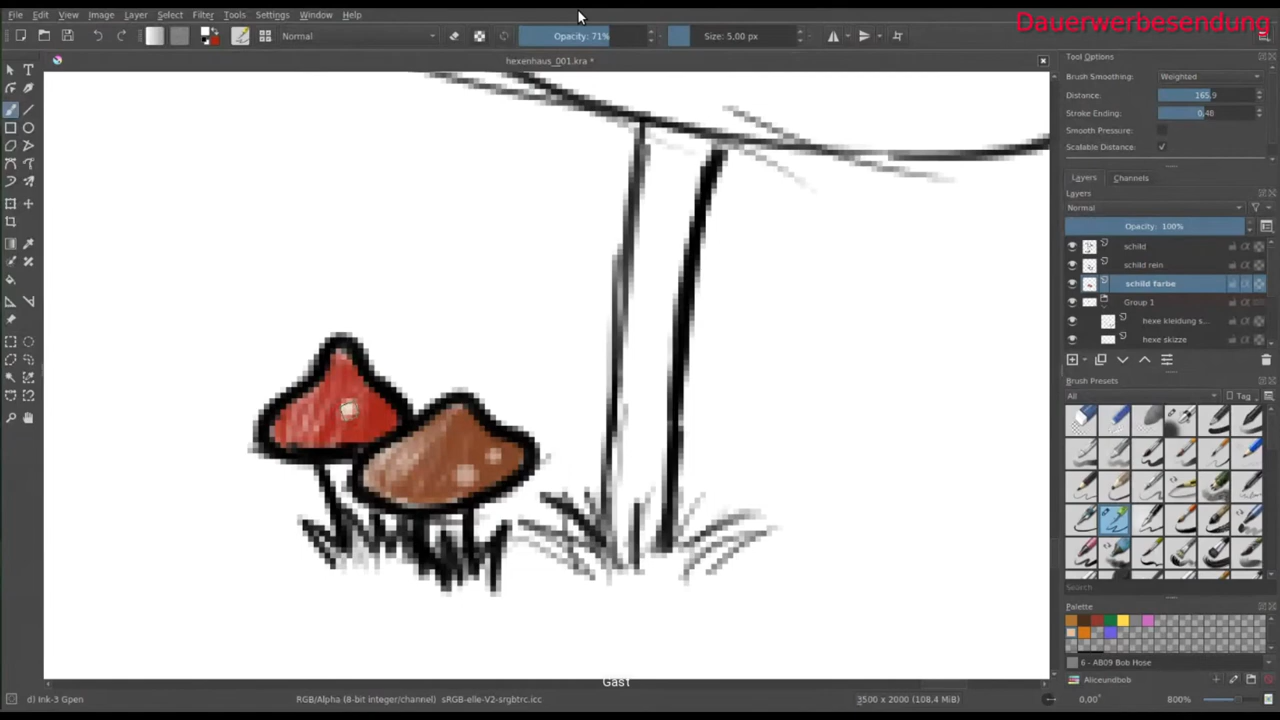 Dauerwerbesendung
File Edit View Image Layer Select Filter Tools Settings Window Help
Normal Opacity: 71% Size: 5,00 px
hexenhaus_001.kra *
Tool Options
Brush Smoothing: Weighted
Distance: 165,9
Stroke Ending: 0,48
Smooth Pressure:
Scalable Distance:
Layers Channels
Layers
Normal
Opacity: 100%
schild
schild rein
schild farbe
Group 1
hexe kleidung s...
hexe skizze
Brush Presets
All Tag
Search
Palette
6 - AB09 Bob Hose
Aliceundbob
Gast
d) Ink-3 Gpen RGB/Alpha (8-bit integer/channel) sRGB-elle-V2-srgbtrc.icc 3500 x 2000 (108.4 MiB) 0,00° 800%